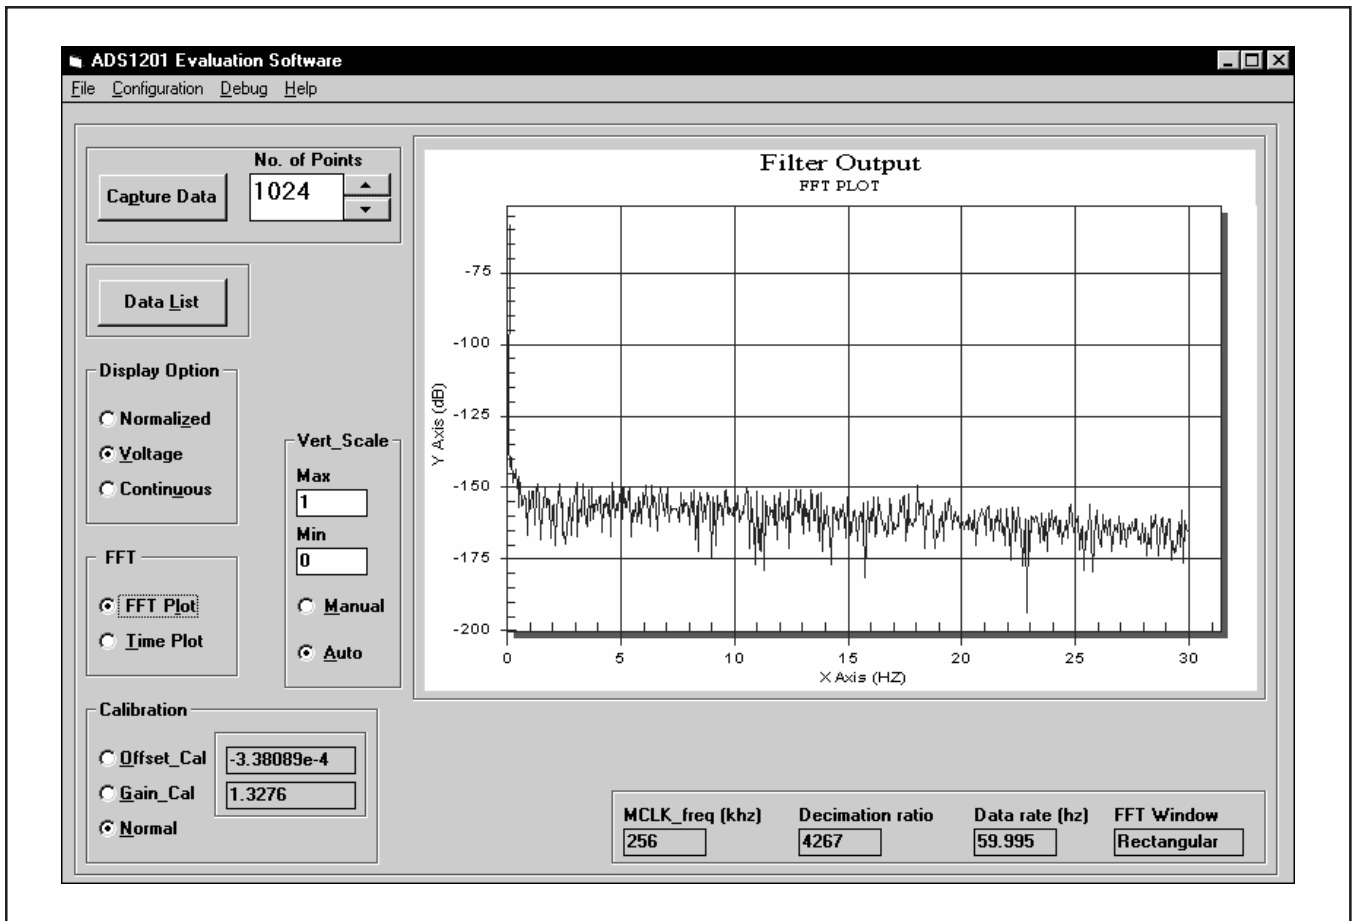 ADS1201 Evaluation Software
File Configuration Debug Help
No. of Points
Capture Data
1024
Data List
Display Option
Normalized
Voltage
Continuous
Vert_Scale
Max
1
Min
0
Manual
Auto
FFT
FFT Plot
Time Plot
Calibration
Offset_Cal -3.38089e-4
Gain_Cal 1.3276
Normal
Filter Output
FFT PLOT
Y Axis (dB)
-75
-100
-125
-150
-175
-200
0 5 10 15 20 25 30
X Axis (HZ)
MCLK_freq (khz) Decimation ratio Data rate (hz) FFT Window
256 4267 59.995 Rectangular